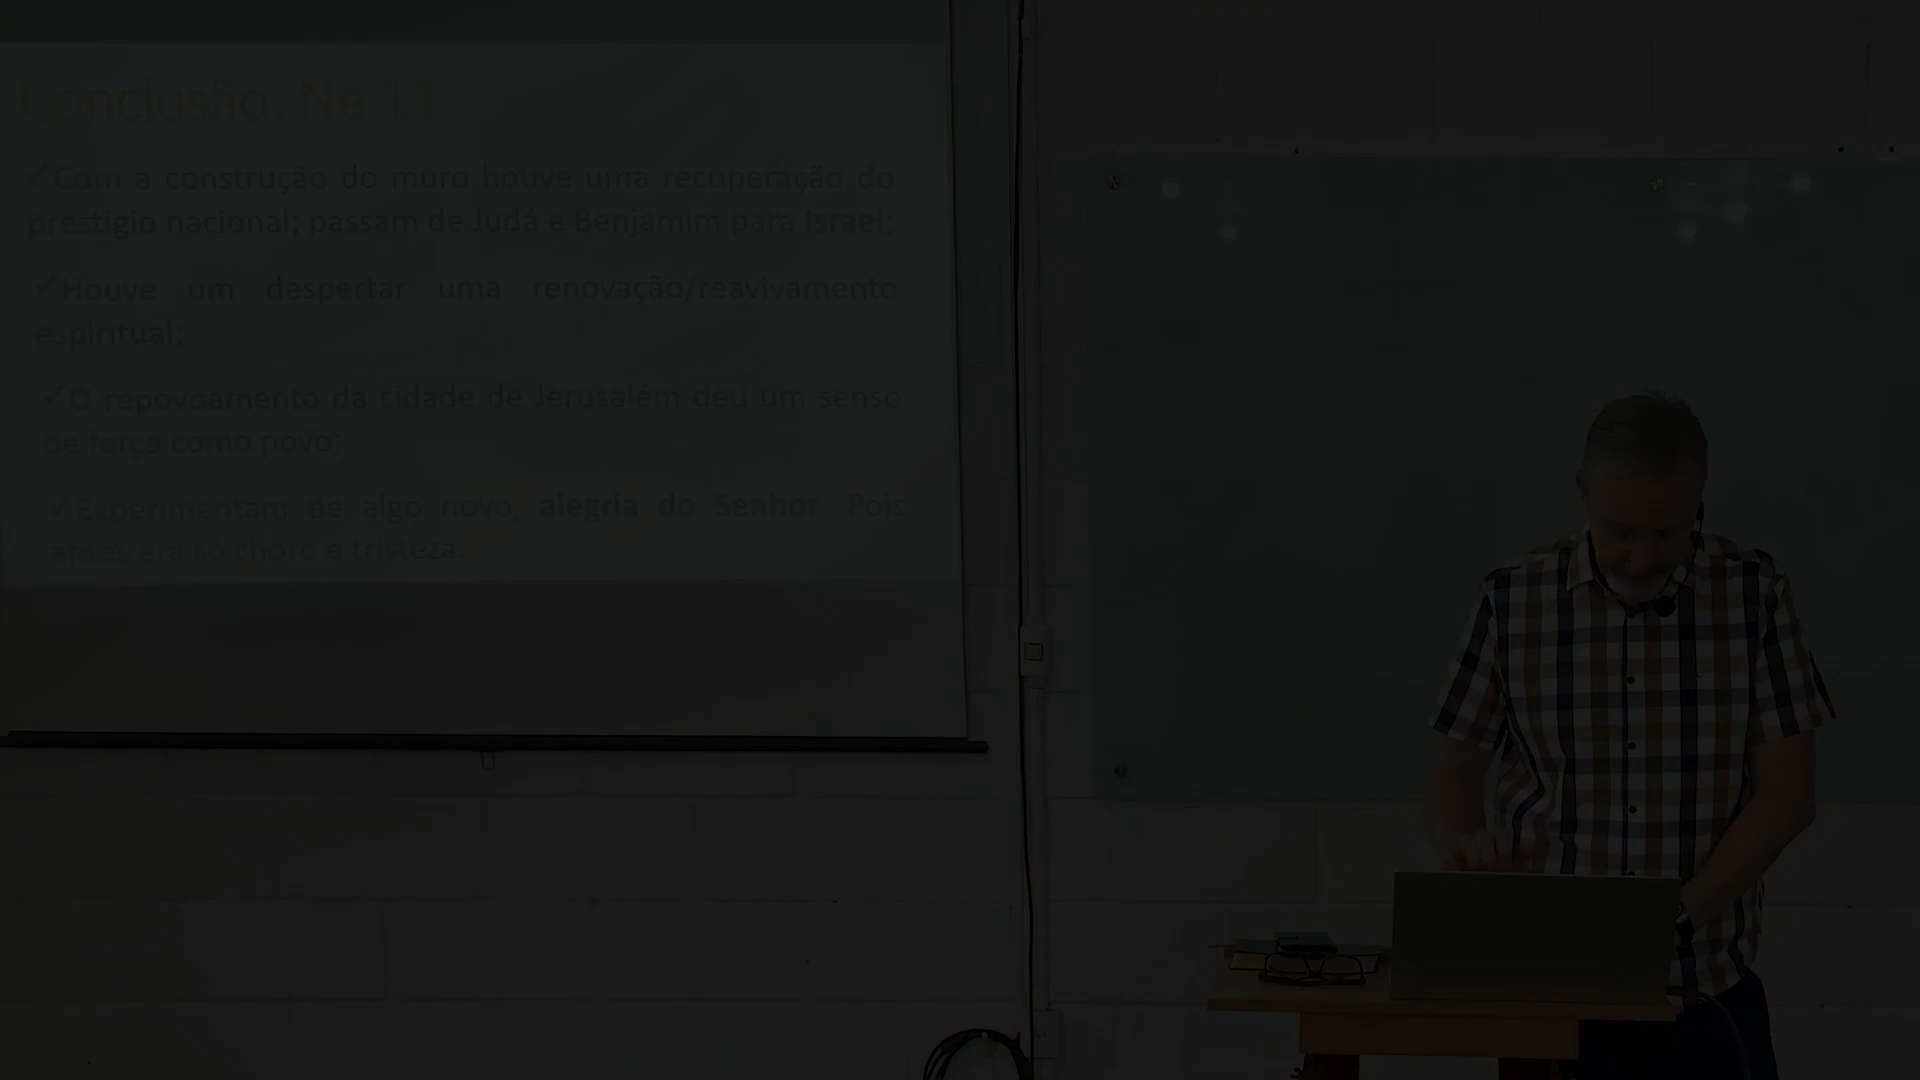 Conclusão: Ne 11
✓Com a construção do muro houve uma recuperação do
prestigio nacional; passam de Judá e Benjamim para Israel;
✓Houve um despertar uma renovação/reavivamento
espiritual;
✓O repovoamento da cidade de Jerusalém deu um senso
de força como povo;
✓Experimentam de algo novo, alegria do Senhor. Pois
antes era só choro e tristeza.